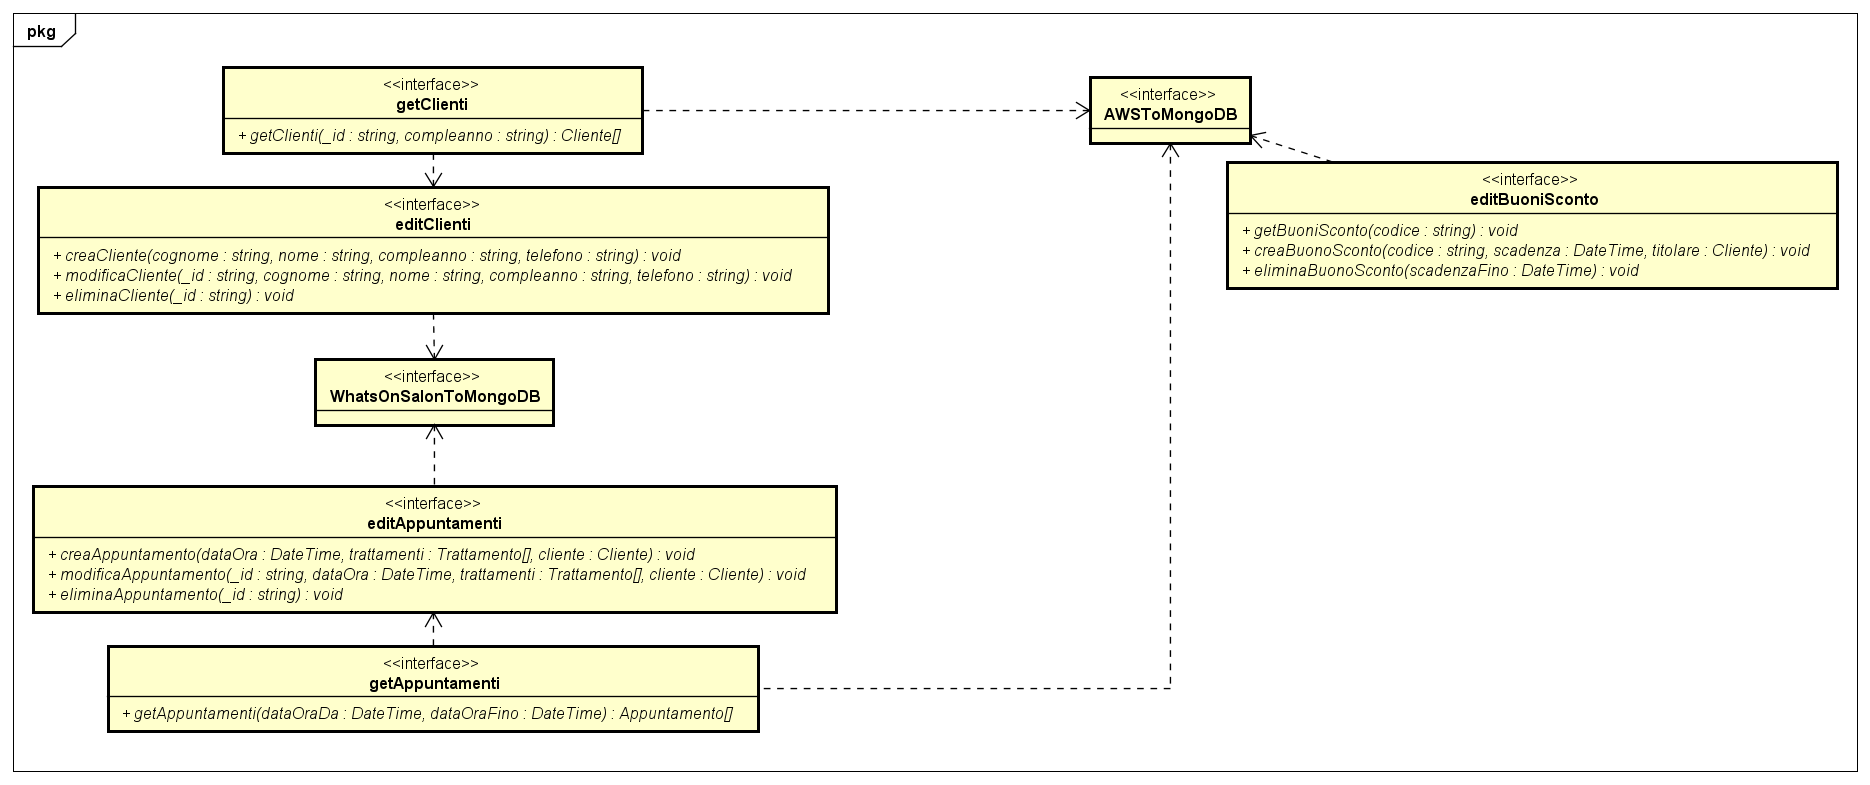 pkg
<<interface>>
getClienti
+ getClienti(_id : string, compleanno : string) : Cliente[]
<<interface>>
AWSToMongoDB
<<interface>>
editBuoniSconto
+ getBuoniSconto(codice : string) : void
+ creaBuonoSconto(codice : string, scadenza : DateTime, titolare : Cliente) : void
+ eliminaBuonoSconto(scadenzaFino : DateTime) : void
<<interface>>
editClienti
+ creaCliente(cognome : string, nome : string, compleanno : string, telefono : string) : void
+ modificaCliente(_id : string, cognome : string, nome : string, compleanno : string, telefono : string) : void
+ eliminaCliente(_id : string) : void
<<interface>>
WhatsOnSalonToMongoDB
<<interface>>
editAppuntamenti
+ creaAppuntamento(dataOra : DateTime, trattamenti : Trattamento[], cliente : Cliente) : void
+ modificaAppuntamento(_id : string, dataOra : DateTime, trattamenti : Trattamento[], cliente : Cliente) : void
+ eliminaAppuntamento(_id : string) : void
<<interface>>
getAppuntamenti
+ getAppuntamenti(dataOraDa : DateTime, dataOraFino : DateTime) : Appuntamento[]